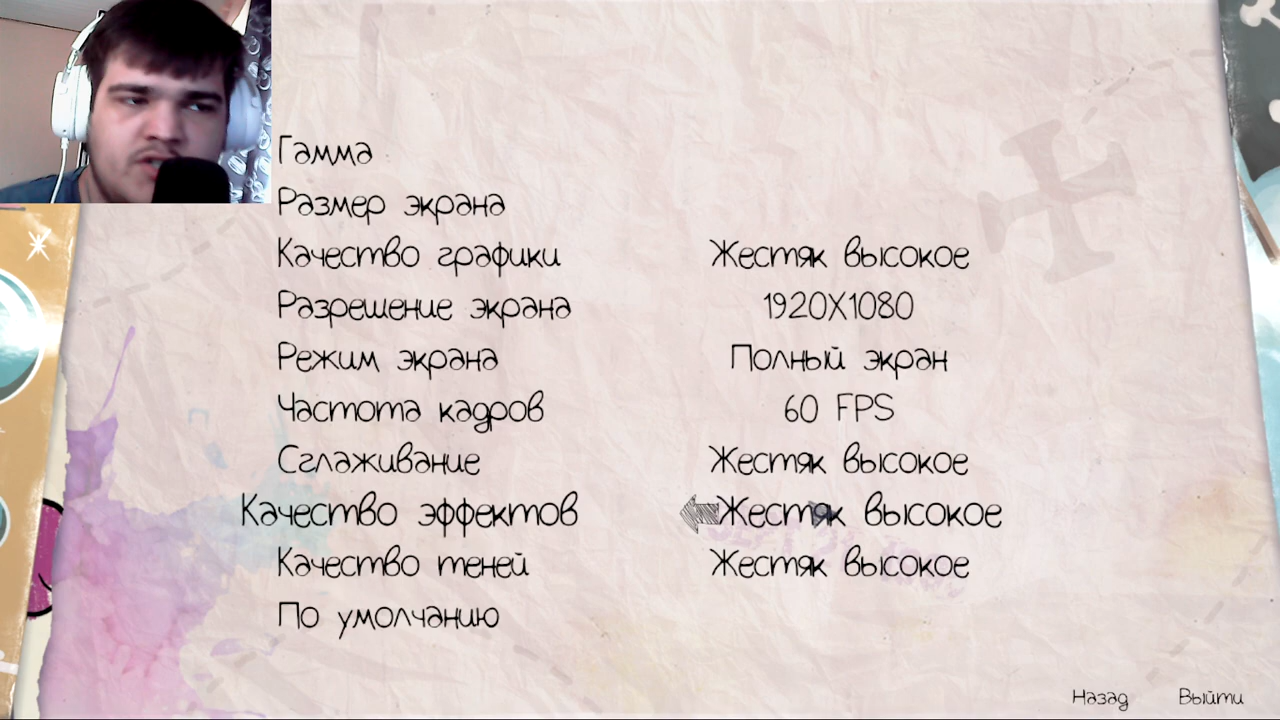 Гамма
Размер экрана
Качество графики Жестяк высокое
Разрешение экрана 1920X1080
Режим экрана Полный экран
Частота кадров 60 FPS
Сглаживание Жестяк высокое
Качество эффектов Жестяк высокое
Качество теней Жестяк высокое
По умолчанию
Назад Выйти